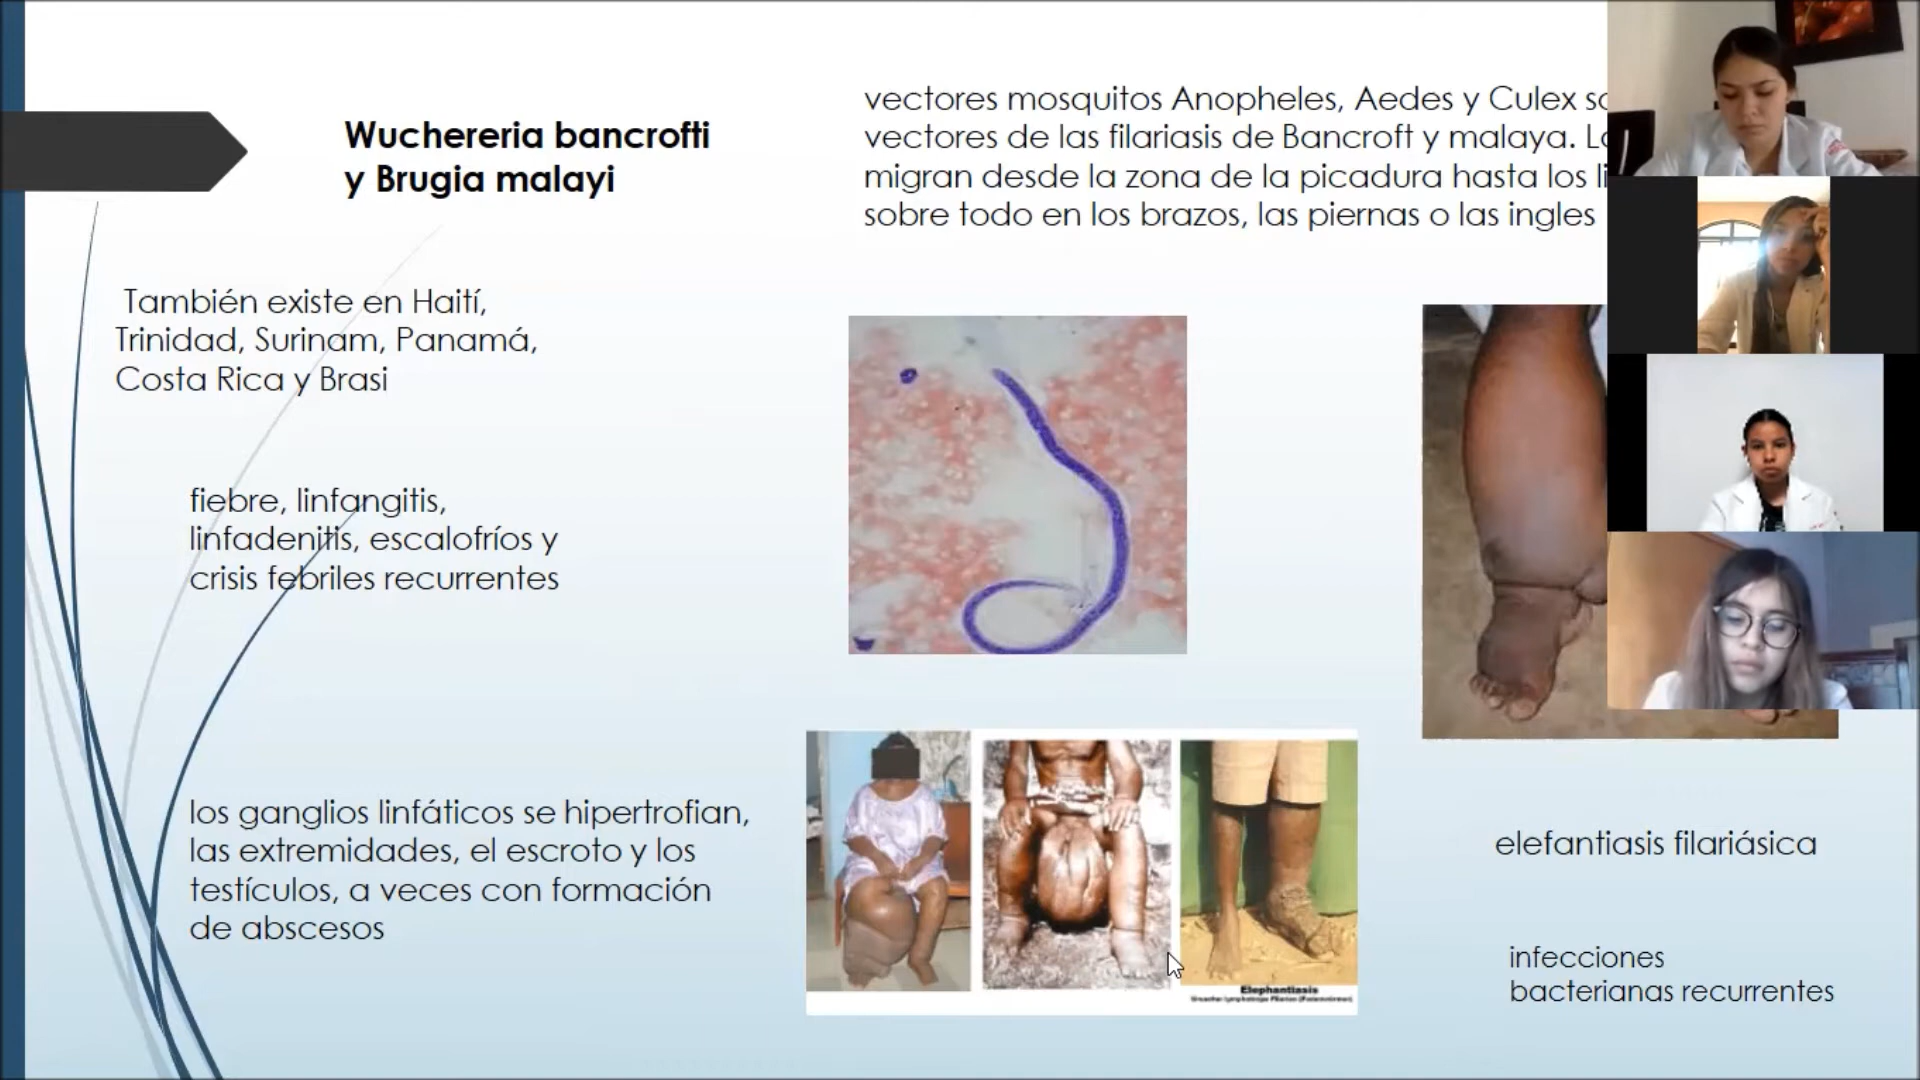 Wuchereria bancrofti
y Brugia malayi
vectores mosquitos Anopheles, Aedes y Culex
vectores de las filariasis de Bancroft y malaya.
migran desde la zona de la picadura hasta los
sobre todo en los brazos, las piernas o las ingles
También existe en Haití,
Trinidad, Surinam, Panamá,
Costa Rica y Brasi
fiebre, linfangitis,
linfadenitis, escalofríos y
crisis febriles recurrentes
los ganglios linfáticos se hipertrofian,
las extremidades, el escroto y los
testículos, a veces con formación
de abscesos
Elephantiasis
elefantiasis filariásica
infecciones
bacterianas recurrentes